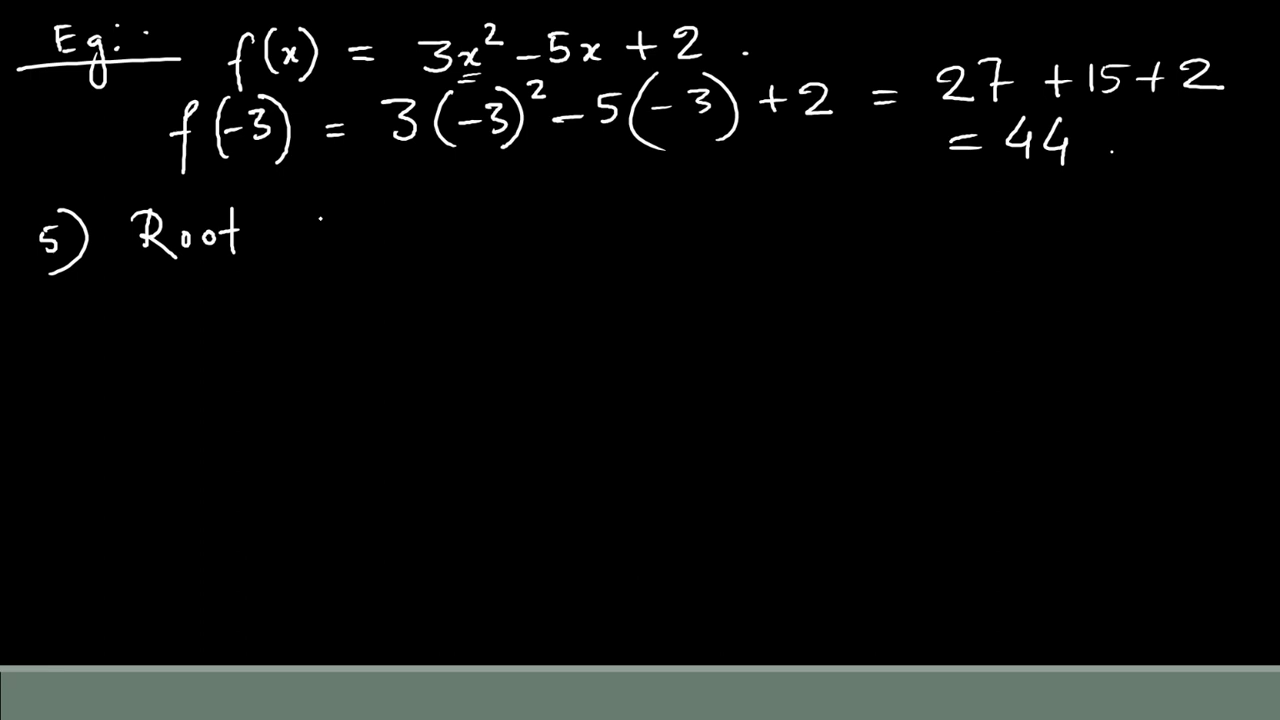 Eg:- f(x) = 3x² - 5x + 2.
f(-3) = 3(-3)² - 5(-3) + 2 = 27 + 15 + 2
= 44.
5) Root